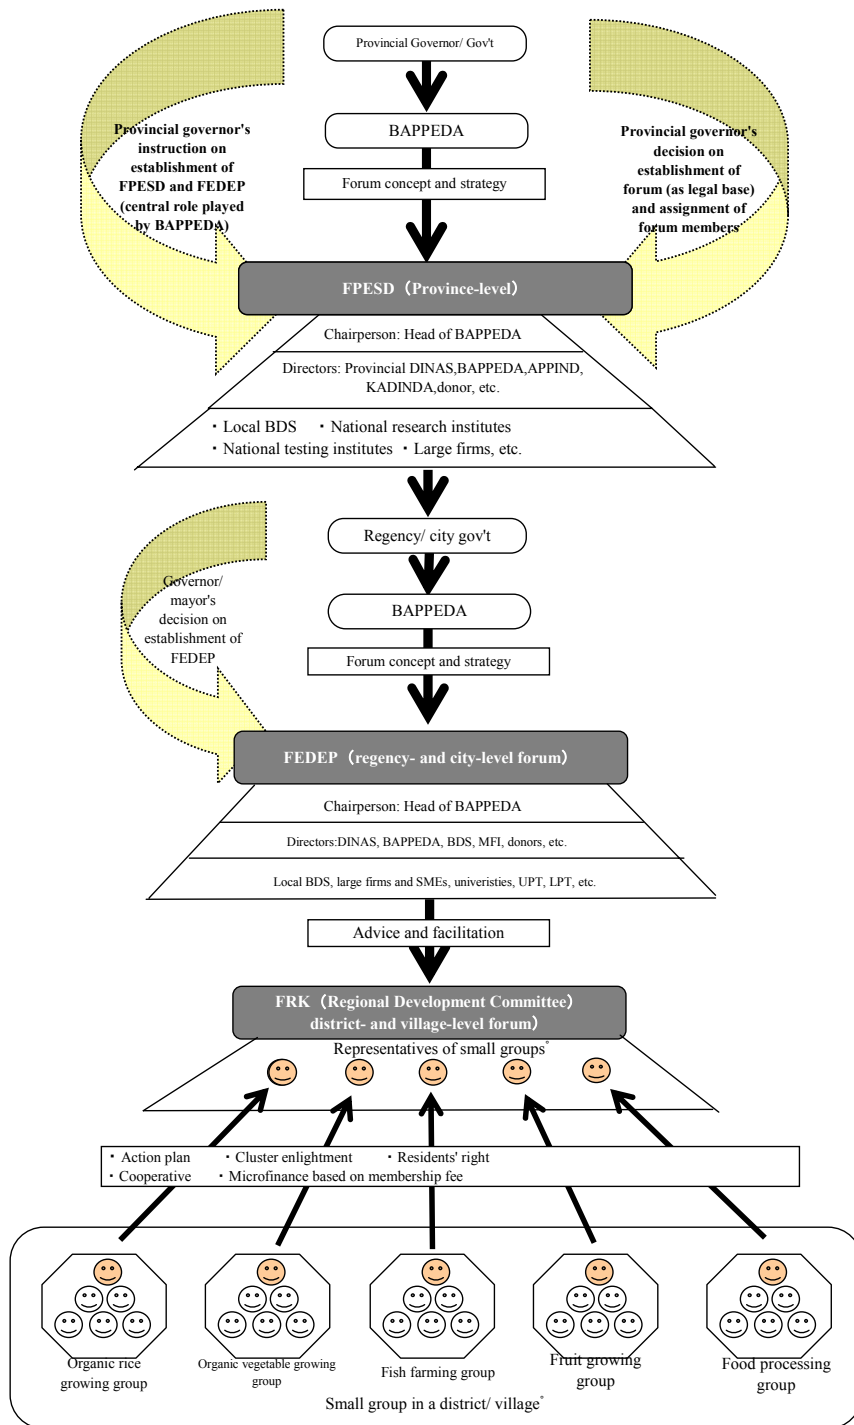 Provincial Governor/ Gov't
BAPPEDA
Forum concept and strategy
Provincial governor's
instruction on
establishment of
FPESD and FEDEP
(central role played
by BAPPEDA)
Provincial governor's
decision on
establishment of
forum (as legal base)
and assignment of
forum members
FPESD（Province-level）
Chairperson: Head of BAPPEDA
Directors: Provincial DINAS,BAPPEDA,APPIND,
KADINDA,donor, etc.
・Local BDS ・National research institutes
・National testing institutes ・Large firms, etc.
Regency/ city gov't
BAPPEDA
Forum concept and strategy
Governor/
mayor's
decision on
establishment of
FEDEP
FEDEP（regency- and city-level forum）
Chairperson: Head of BAPPEDA
Directors:DINAS, BAPPEDA, BDS, MFI, donors, etc.
Local BDS, large firms and SMEs, univeristies, UPT, LPT, etc.
Advice and facilitation
FRK（Regional Development Committee）
district- and village-level forum）
Representatives of small groups°
・Action plan ・Cluster enlightment ・Residents' right
・Cooperative ・Microfinance based on membership fee
Organic rice
growing group
Organic vegetable growing
group
Fish farming group
Fruit growing
group
Food processing
group
Small group in a district/ village°